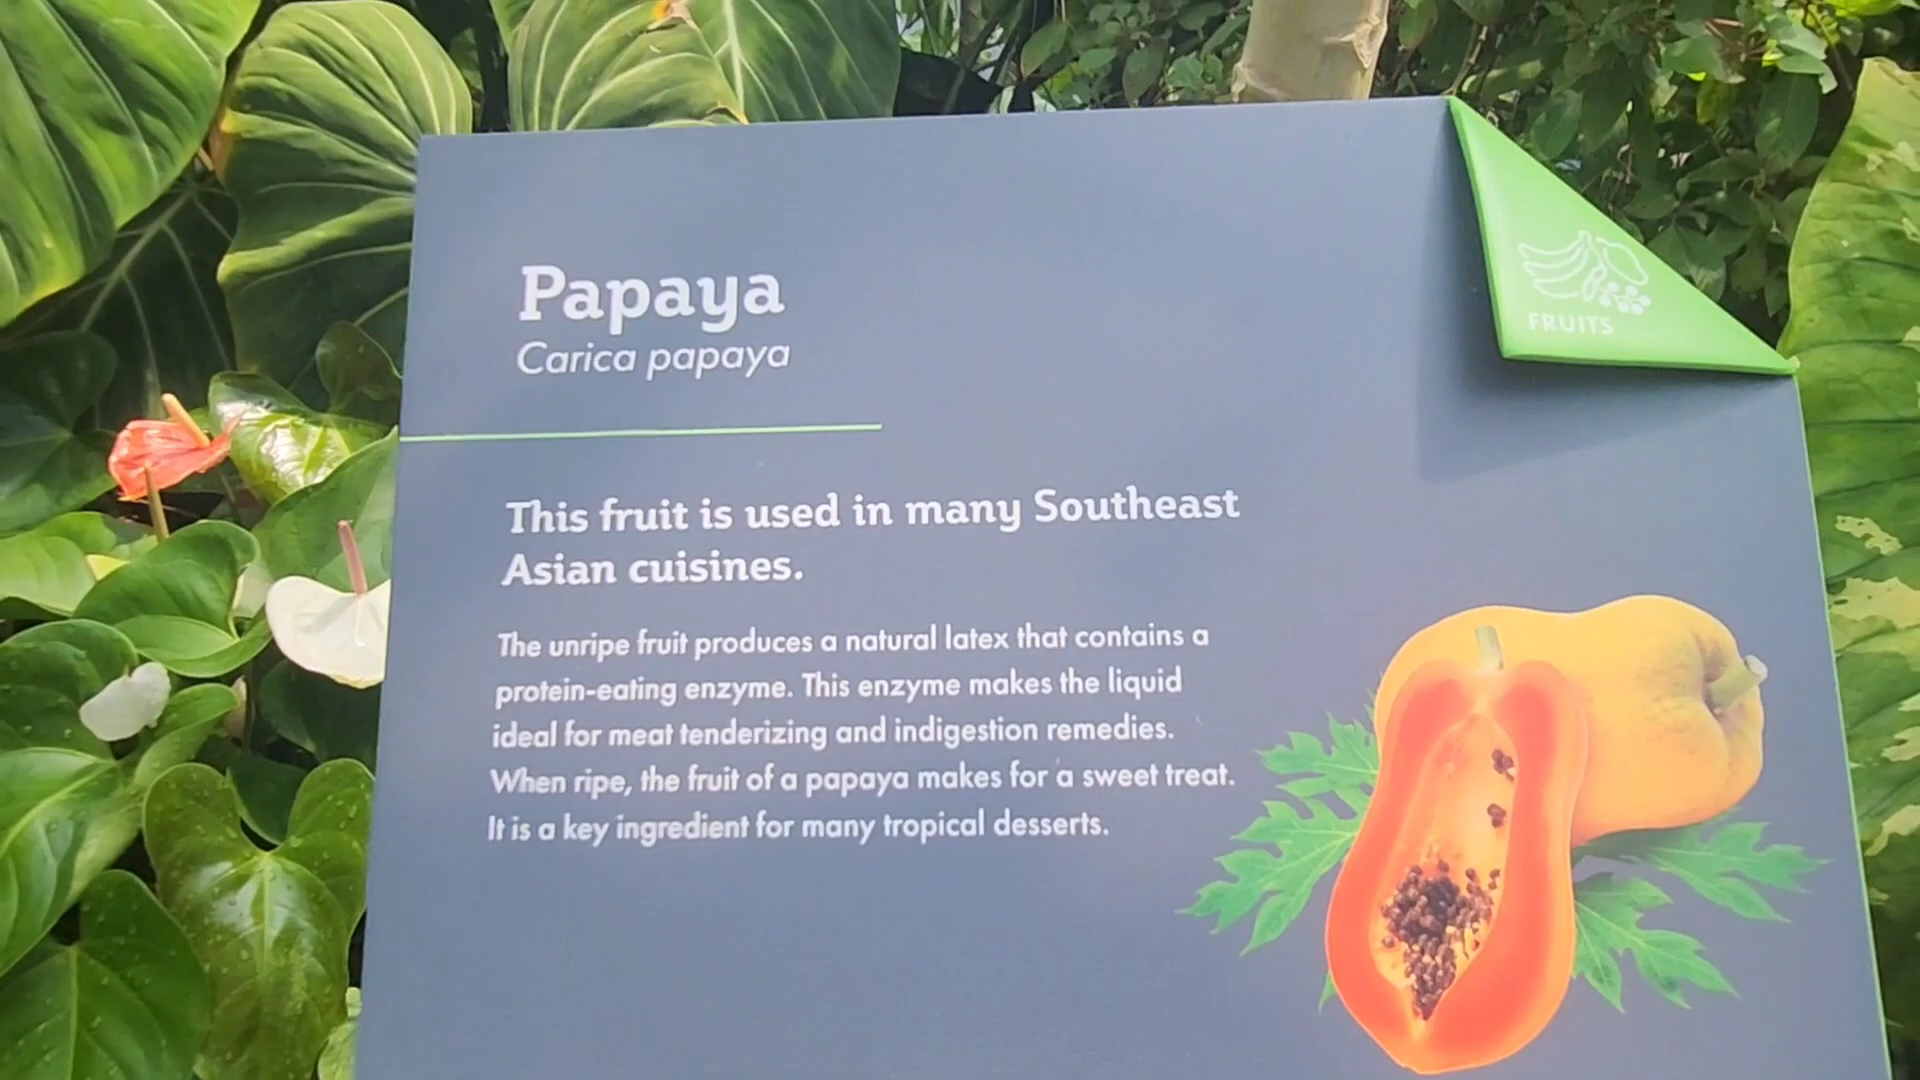 FRUITS
Papaya
Carica papaya
This fruit is used in many Southeast
Asian cuisines.
The unripe fruit produces a natural latex that contains a
protein-eating enzyme. This enzyme makes the liquid
ideal for meat tenderizing and indigestion remedies.
When ripe, the fruit of a papaya makes for a sweet treat.
It is a key ingredient for many tropical desserts.